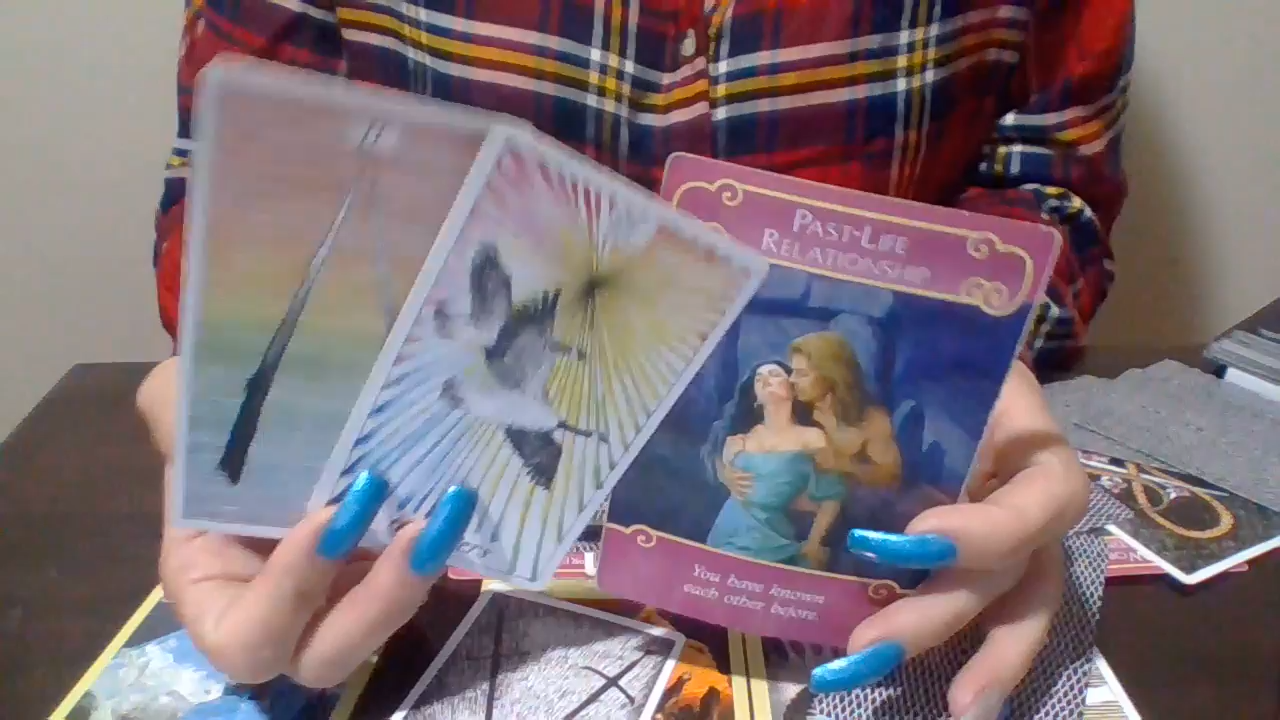 PAST-LIFE
RELATIONSHIP
You have known
each other before.